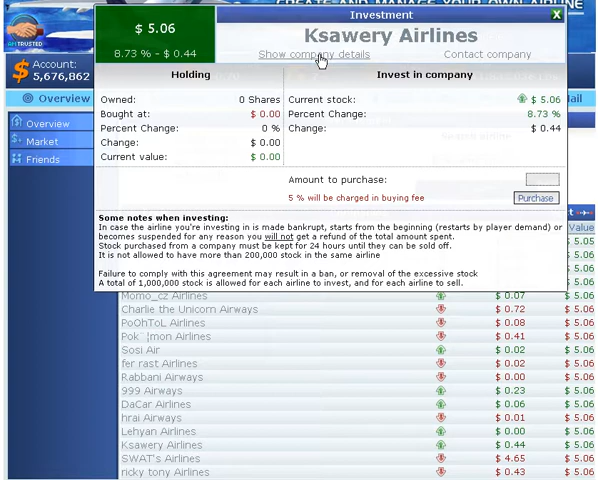 CREATE AND MANAGE YOUR OWN AIRLINE
Investment
X
$ 5.06
8.73 % - $ 0.44
Ksawery Airlines
Show company details
Contact company
TRUSTED
Account:
5,676,862
Overview
Mail
Overview
Market
Friends
Holding
Invest in company
Owned: 0 Shares
Current stock: $ 5.06
Bought at: $ 0.00
Percent Change: 8.73 %
Percent Change: 0 %
Change: $ 0.44
Change: $ 0.00
Current value: $ 0.00
Amount to purchase:
5 % will be charged in buying fee
Purchase
Some notes when investing:
In case the airline you're investing in is made bankrupt, starts from the beginning (restarts by player demand) or
becomes suspended for any reason you will not get a refund of the total amount spent.
Stock purchased from a company must be kept for 24 hours until they can be sold off.
It is not allowed to have more than 200,000 stock in the same airline
Failure to comply with this agreement may result in a ban, or removal of the excessive stock
A total of 1,000,000 stock is allowed for each airline to invest, and for each airline to sell.
Value
$ 5.05
$ 5.05
$ 5.06
$ 5.06
Momo_cz Airlines $ 0.07 $ 5.06
Charlie the Unicorn Airways $ 0.72 $ 5.06
PoOhToL Airlines $ 0.08 $ 5.06
Pok¨¦mon Airlines $ 0.41 $ 5.06
Sosi Air $ 0.02 $ 5.06
fer rast Airlines $ 0.02 $ 5.06
Rabbani Airways $ 0.00 $ 5.06
999 Airways $ 0.23 $ 5.06
DaCar Airlines $ 0.06 $ 5.06
hrai Airways $ 0.01 $ 5.06
Lehyan Airlines $ 0.00 $ 5.06
Ksawery Airlines $ 0.44 $ 5.06
SWAT's Airlines $ 4.65 $ 5.06
ricky tony Airlines $ 0.43 $ 5.06